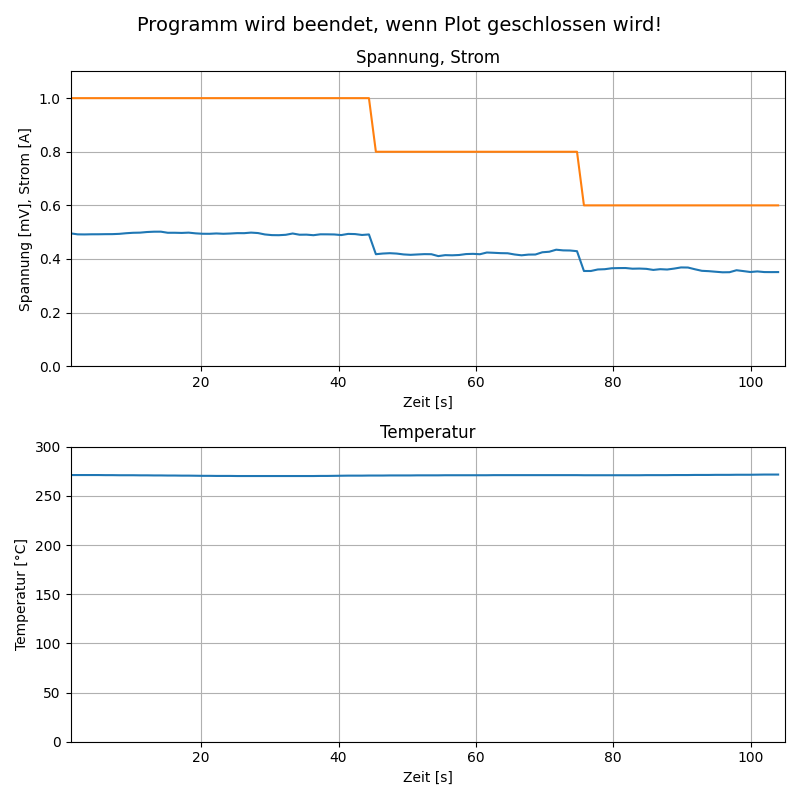 Programm wird beendet, wenn Plot geschlossen wird!
Spannung, Strom
Spannung [mV], Strom [A]
1.0
0.8
0.6
0.4
0.2
0.0
20 40 60 80 100
Zeit [s]
Temperatur
Temperatur [°C]
300
250
200
150
100
50
0
20 40 60 80 100
Zeit [s]